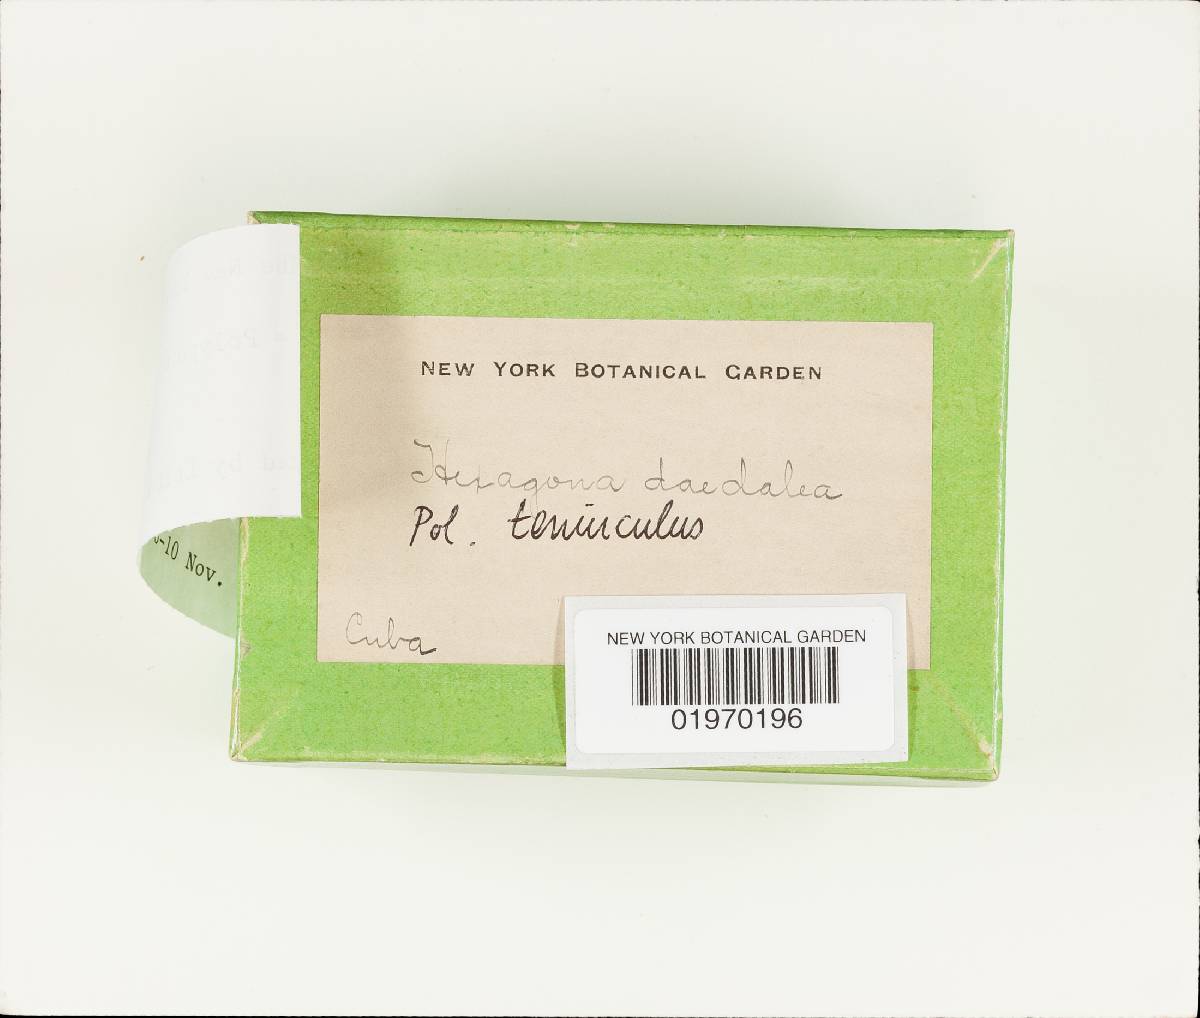 NEW YORK BOTANICAL GARDEN
Hexagona daedalea
Pol. tenuiculus
Cuba
NEW YORK BOTANICAL GARDEN
01970196
-10 Nov.